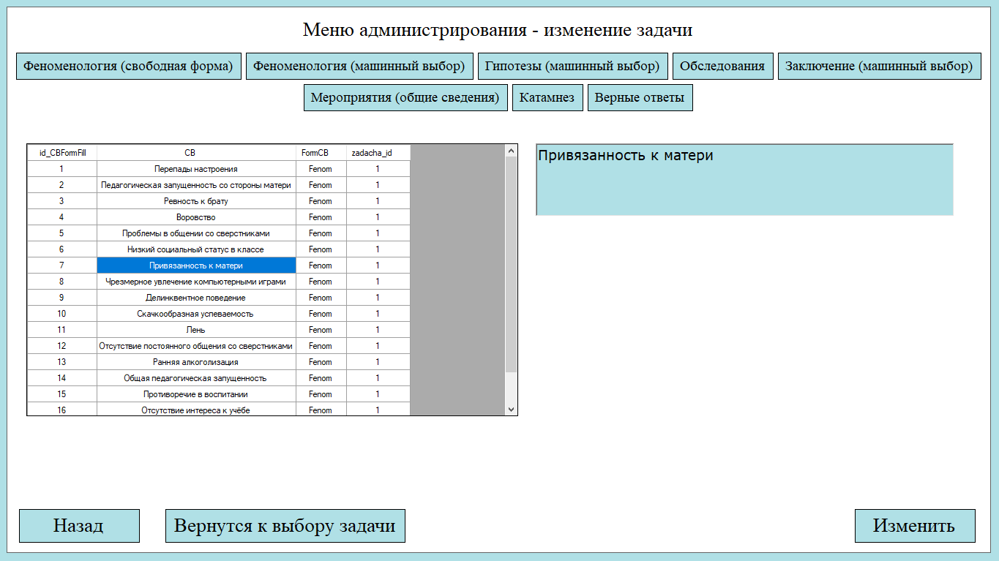 Меню администрирования - изменение задачи
Феноменология (свободная форма) Феноменология (машинный выбор) Гипотезы (машинный выбор) Обследования Заключение (машинный выбор)
Мероприятия (общие сведения) Катамнез Верные ответы
id_CBFormFill CB FormCB zadacha_id
1 Перепады настроения Fenom 1
2 Педагогическая запущенность со стороны матери Fenom 1
3 Ревность к брату Fenom 1
4 Воровство Fenom 1
5 Проблемы в общении со сверстниками Fenom 1
6 Низкий социальный статус в классе Fenom 1
7 Привязанность к матери Fenom 1
8 Чрезмерное увлечение компьютерными играми Fenom 1
9 Делинквентное поведение Fenom 1
10 Скачкообразная успеваемость Fenom 1
11 Лень Fenom 1
12 Отсутствие постоянного общения со сверстниками Fenom 1
13 Ранняя алкоголизация Fenom 1
14 Общая педагогическая запущенность Fenom 1
15 Противоречие в воспитании Fenom 1
16 Отсутствие интереса к учёбе Fenom 1
Привязанность к матери
Назад Вернутся к выбору задачи Изменить